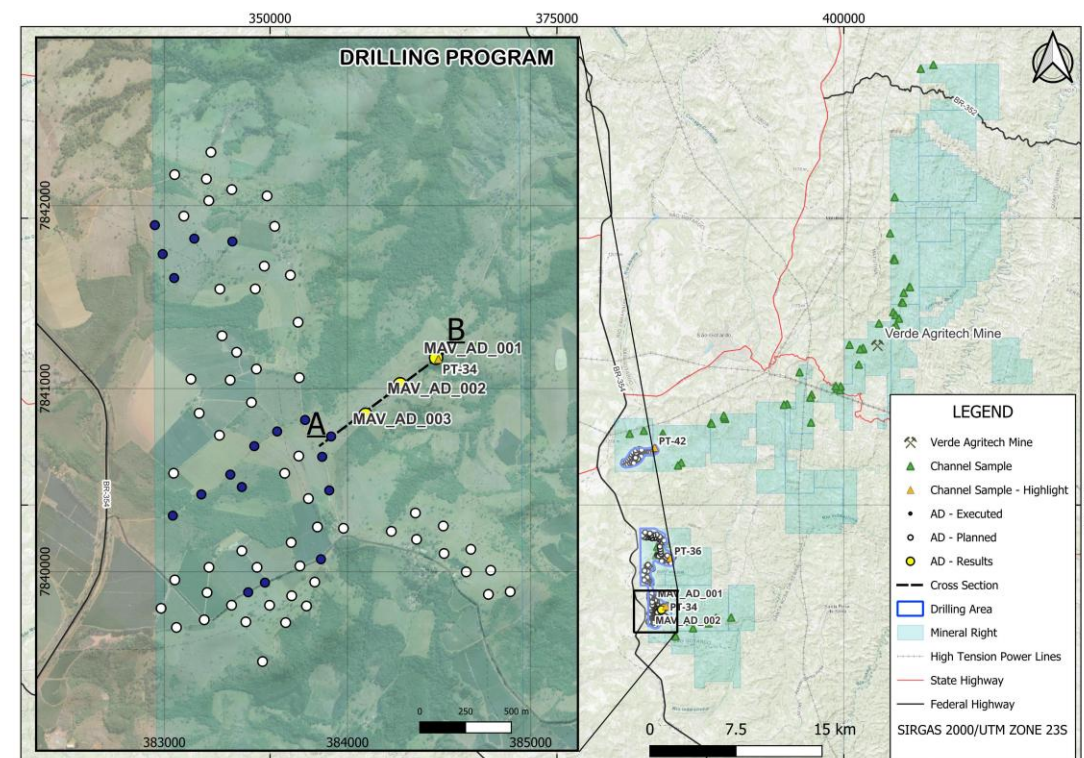 350000
375000
400000
DRILLING PROGRAM
7842000
7841000
7840000
B
MAV_AD_001
PT-34
MAV_AD_002
MAV_AD_003
A
BR-354
0 250 500 m
383000
384000
385000
BR-352
BR-354
Verde Agritech Mine
PT-42
PT-36
MAV_AD_001
PT-34
MAV_AD_002
0 7.5 15 km
LEGEND
Verde Agritech Mine
Channel Sample
Channel Sample - Highlight
AD - Executed
AD - Planned
AD - Results
Cross Section
Drilling Area
Mineral Right
High Tension Power Lines
State Highway
Federal Highway
SIRGAS 2000/UTM ZONE 23S